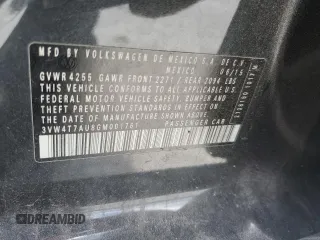 MFD BY VOLKSWAGEN DE MEXICO S.A. DE C.V.
MEXICO 08/15
GVWR 4255 GAWR FRONT 2271 / REAR 2094 LBS
THIS VEHICLE CONFORMS TO ALL APPLICABLE
FEDERAL MOTOR VEHICLE SAFETY, BUMPER, AND
THEFT PREVENTION STANDARDS IN EFFECT ON
THE DATE OF MANUFACTURE SHOWN ABOVE.
PASSENGER CAR